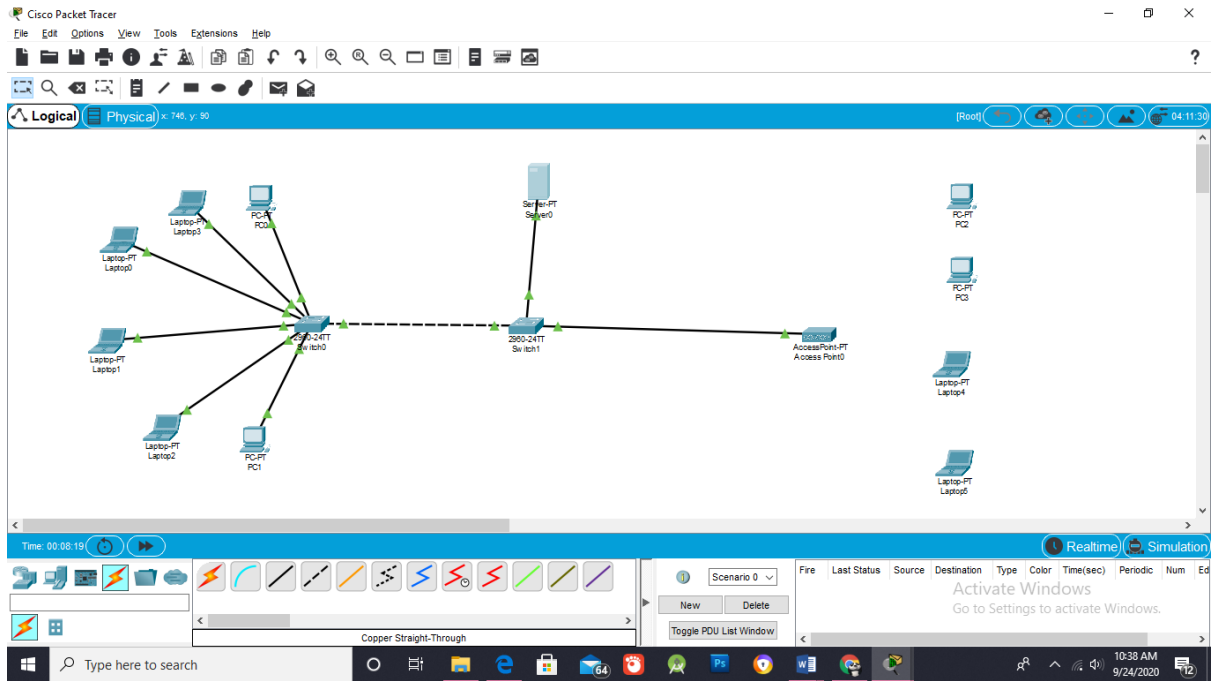 Cisco Packet Tracer
File Edit Options View Tools Extensions Help
?
Logical Physical x: 746, y: 90 [Root] 04:11:30
Server-PT
Server0
PC-PT
PC0
Laptop-PT
Laptop3
PC-PT
PC2
Laptop-PT
Laptop0
PC-PT
PC3
2960-24TT
Switch0
2960-24TT
Switch1
AccessPoint-PT
Access Point0
Laptop-PT
Laptop1
Laptop-PT
Laptop4
Laptop-PT
Laptop2
PC-PT
PC1
Laptop-PT
Laptop5
Time: 00:08:19 Realtime Simulation
Scenario 0
Fire Last Status Source Destination Type Color Time(sec) Periodic Num Ed
New Delete
Toggle PDU List Window
Activate Windows
Go to Settings to activate Windows.
Copper Straight-Through
Type here to search
64
Ps
W
10:38 AM
9/24/2020
12